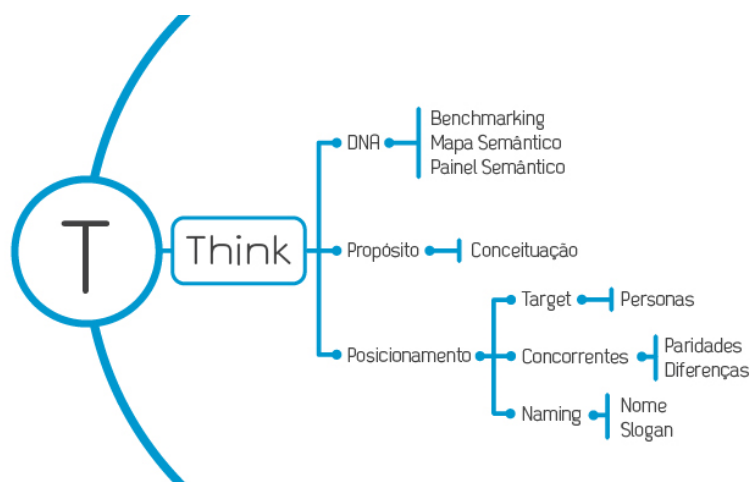 T
Think
DNA
Benchmarking
Mapa Semântico
Painel Semântico
Propósito
Conceituação
Posicionamento
Target
Personas
Concorrentes
Paridades
Diferenças
Naming
Nome
Slogan